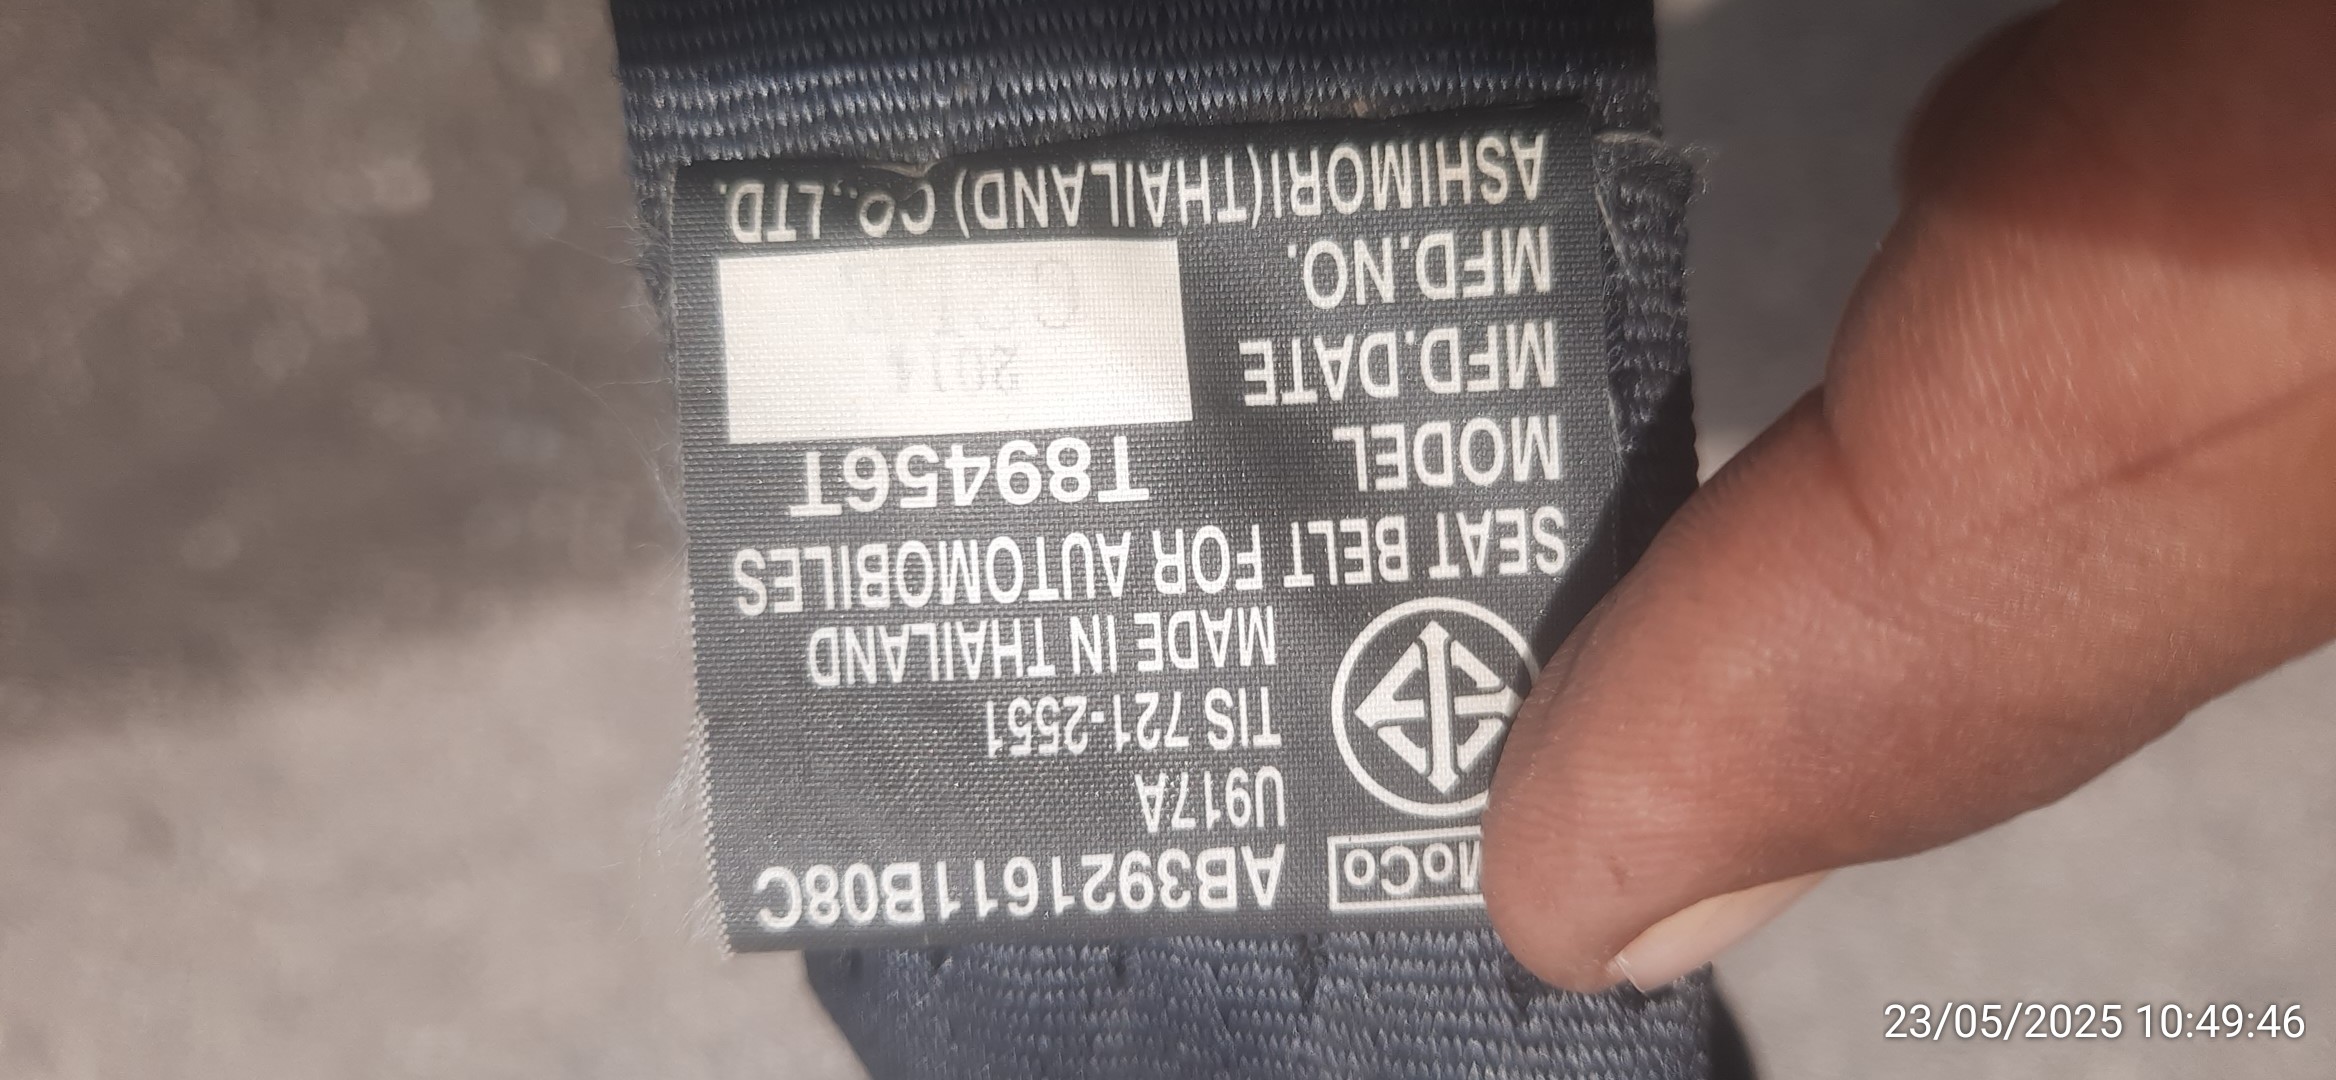 MoCo AB3921611B08C
U917A
TIS 721-2551
MADE IN THAILAND
SEAT BELT FOR AUTOMOBILES
MODEL T89456T
MFD.DATE 2014
MFD.NO.
ASHIMORI(THAILAND) CO.,LTD.
23/05/2025 10:49:46